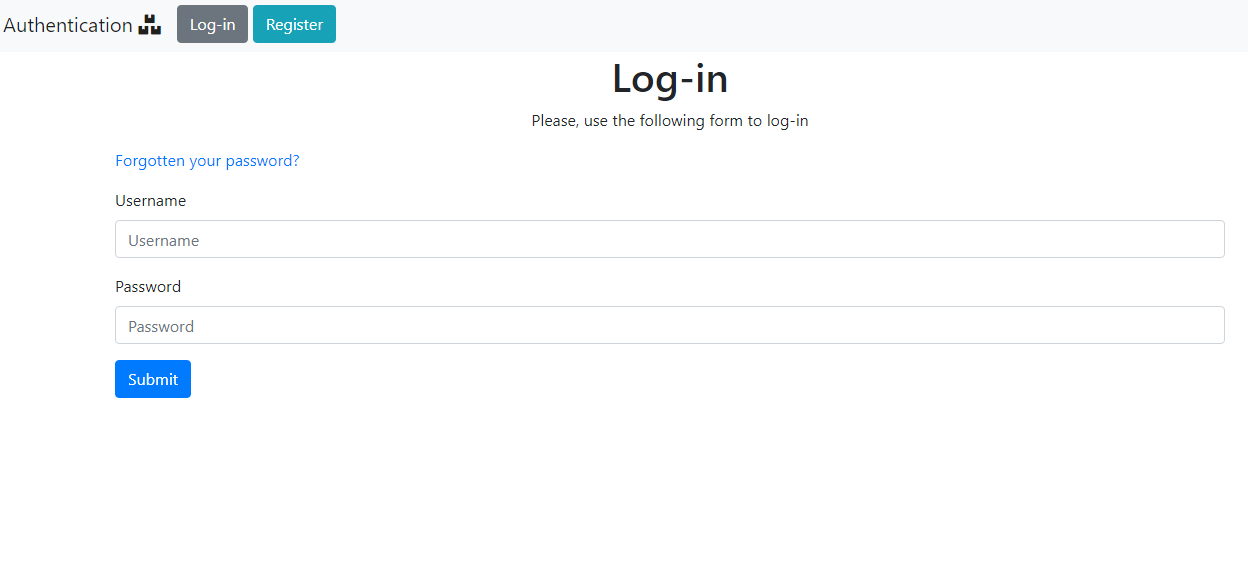 Authentication Log-in Register
Log-in
Please, use the following form to log-in
Forgotten your password?
Username
Username
Password
Password
Submit